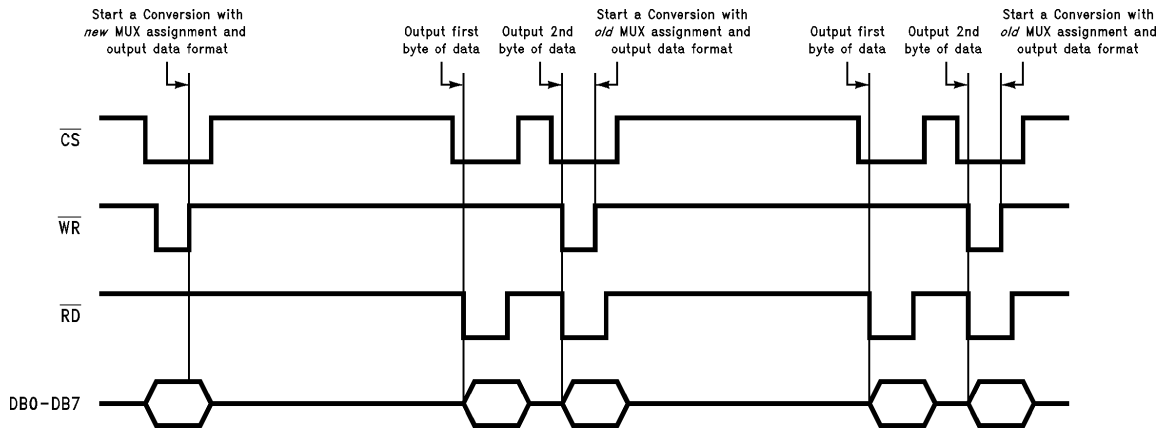 Start a Conversion with
new MUX assignment and
output data format
Output first
byte of data
Output 2nd
byte of data
Start a Conversion with
old MUX assignment and
output data format
Output first
byte of data
Output 2nd
byte of data
Start a Conversion with
old MUX assignment and
output data format
CS
WR
RD
DB0-DB7